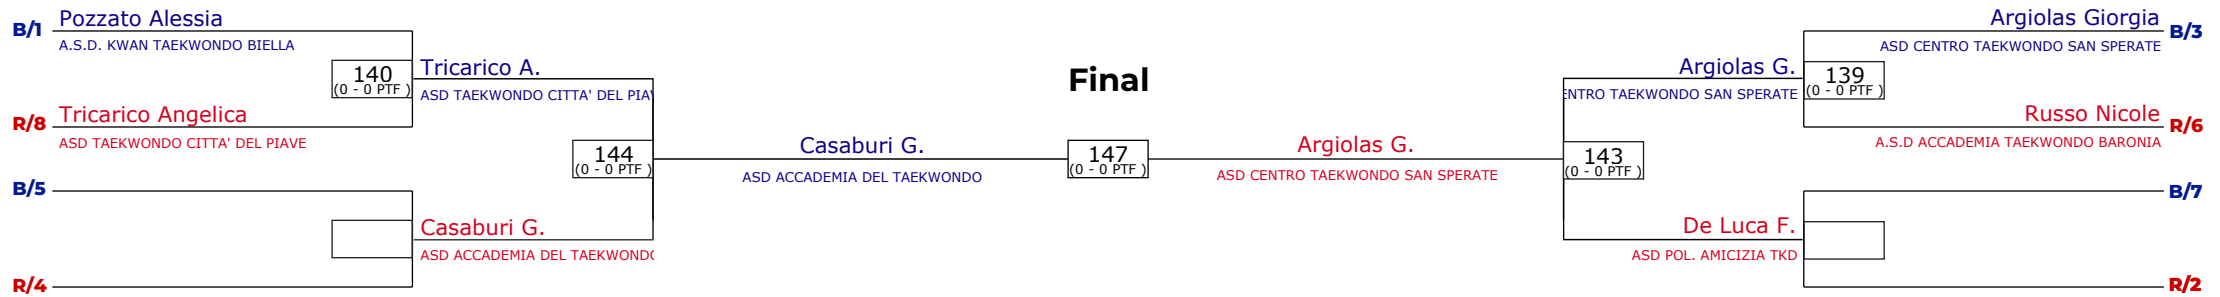 B/1 Pozzato Alessia
A.S.D. KWAN TAEKWONDO BIELLA
140
(0 - 0 PTF )
R/8 Tricarico Angelica
ASD TAEKWONDO CITTA' DEL PIAVE
Tricarico A.
ASD TAEKWONDO CITTA' DEL PIAV
144
(0 - 0 PTF )
B/5
Casaburi G.
ASD ACCADEMIA DEL TAEKWONDO
R/4
Final
Casaburi G.
ASD ACCADEMIA DEL TAEKWONDO
147
(0 - 0 PTF )
Argiolas G.
ASD CENTRO TAEKWONDO SAN SPERATE
Argiolas Giorgia B/3
ASD CENTRO TAEKWONDO SAN SPERATE
Argiolas G.
ENTRO TAEKWONDO SAN SPERATE
139
(0 - 0 PTF )
Russo Nicole R/6
A.S.D ACCADEMIA TAEKWONDO BARONIA
143
(0 - 0 PTF )
B/7
De Luca F.
ASD POL. AMICIZIA TKD
R/2